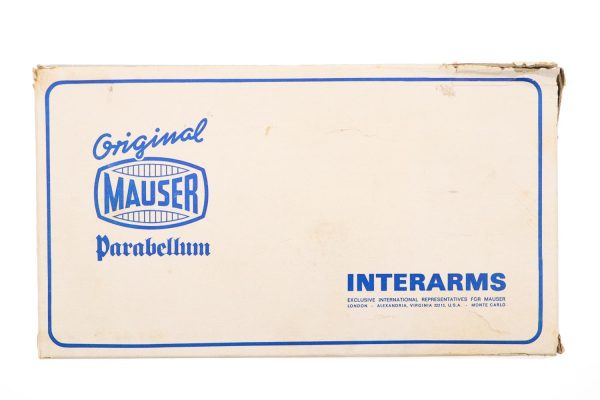 Original
MAUSER
Parabellum
INTERARMS
EXCLUSIVE INTERNATIONAL REPRESENTATIVES FOR MAUSER
LONDON - ALEXANDRIA, VIRGINIA 22313, U.S.A. - MONTE CARLO